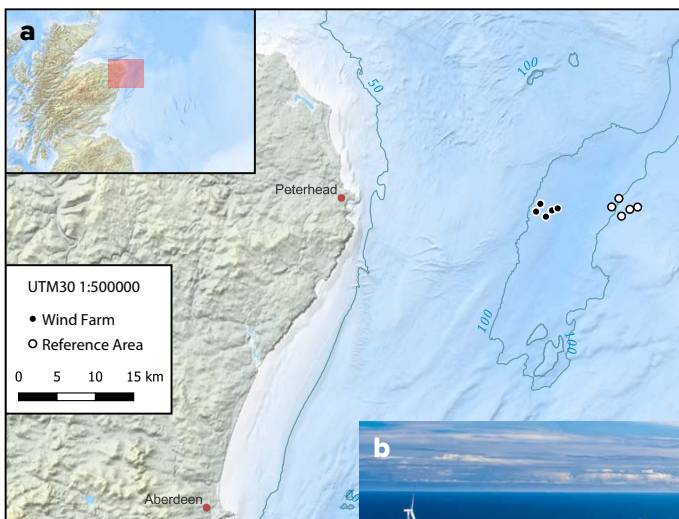 a
50
100
Peterhead
UTM30 1:500000
Wind Farm
Reference Area
0 5 10 15 km
100
100
b
Aberdeen